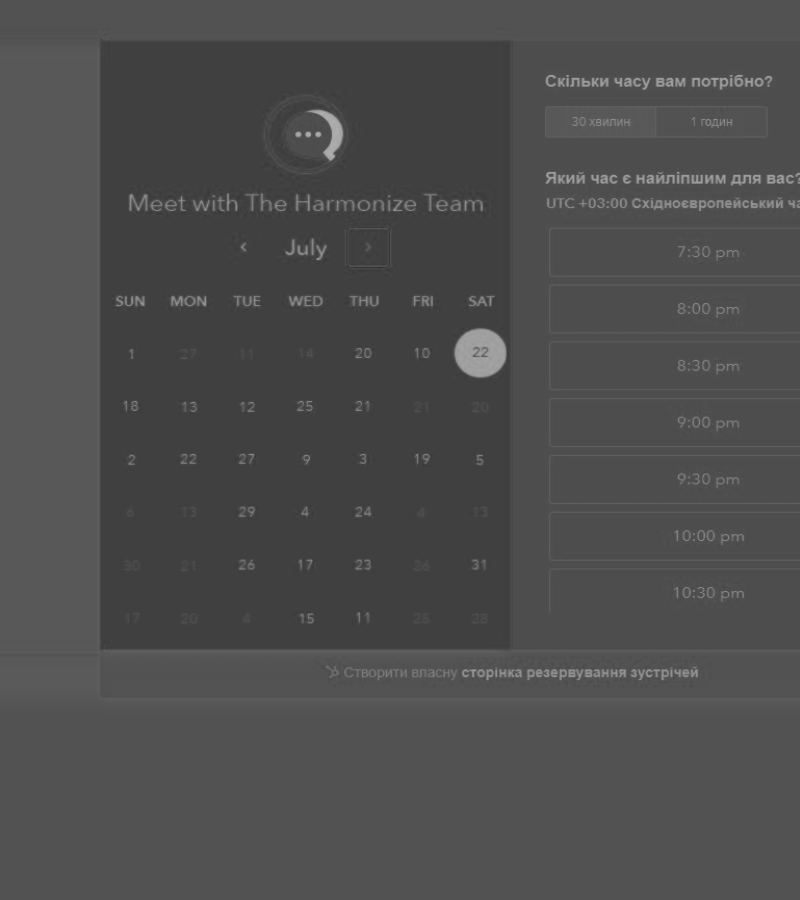 Meet with The Harmonize Team
July
SUN MON TUE WED THU FRI SAT
1 27 11 14 20 10 22
18 13 12 25 21 21 20
2 22 27 9 3 19 5
6 13 29 4 24 4 13
30 21 26 17 23 26 31
17 20 4 15 11 25 28
Скільки часу вам потрібно?
30 хвилин 1 годин
Який час є найліпшим для вас?
UTC +03:00 Східноєвропейський ча
7:30 pm
8:00 pm
8:30 pm
9:00 pm
9:30 pm
10:00 pm
10:30 pm
Створити власну сторінка резервування зустрічей